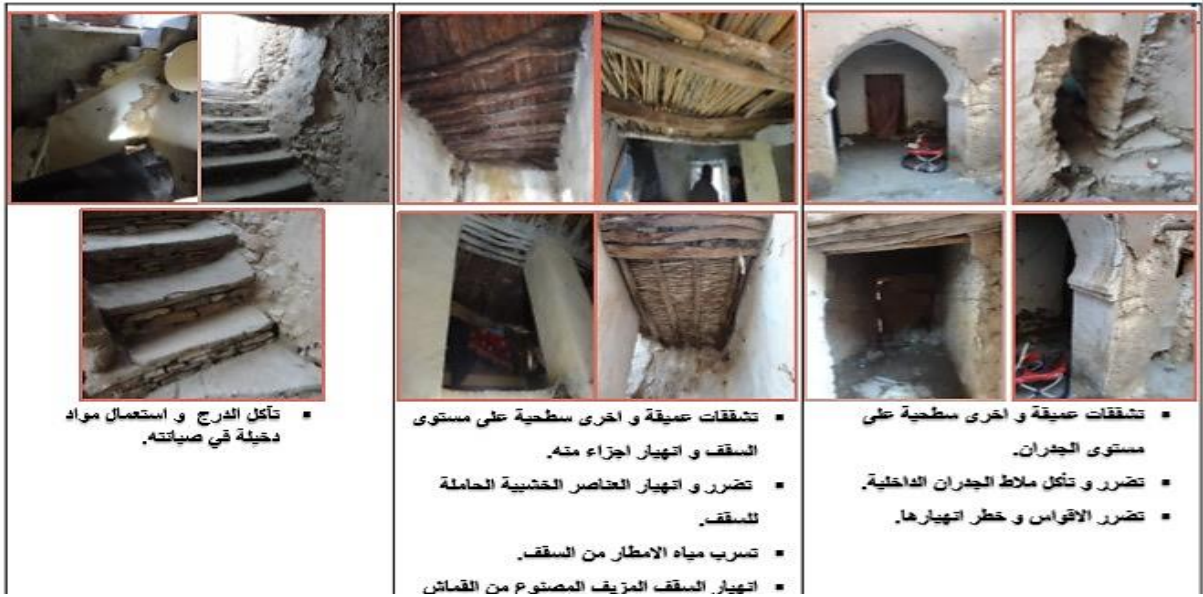 ▪ تشققات عميقة و اخرى سطحية على
مستوى الجدران.
▪ تضرر و تأكل ملاط الجدران الداخلية.
▪ تضرر الاقواس و خطر انهيارها.
▪ تشققات عميقة و اخرى سطحية على مستوى
السقف و انهيار اجزاء منه.
▪ تضرر و انهيار العناصر الخشبية الحاملة
للسقف.
▪ تسرب مياه الامطار من السقف.
▪ انهيار السقف المزيف المصنوع من القماش
▪ تأكل الدرج و استعمال مواد
دخيلة في صيانته.